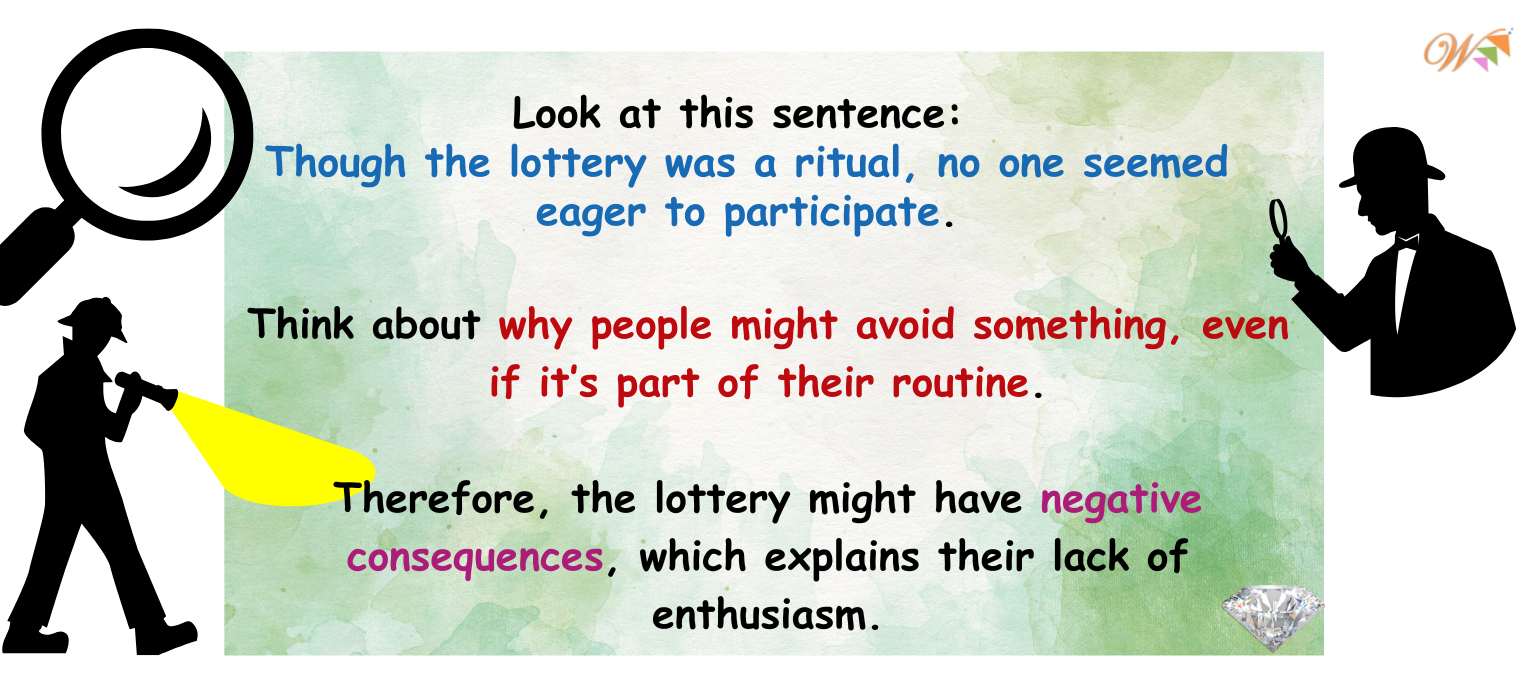 Look at this sentence:
Though the lottery was a ritual, no one seemed
eager to participate.
Think about why people might avoid something, even
if it's part of their routine.
Therefore, the lottery might have negative
consequences, which explains their lack of
enthusiasm.
W